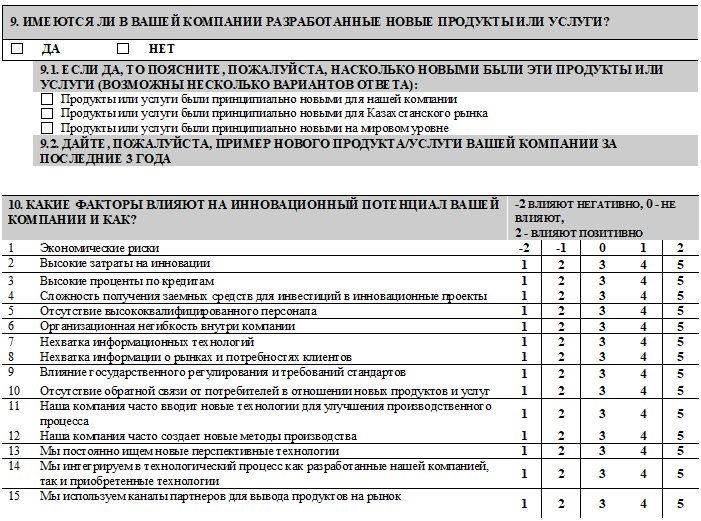 9. ИМЕЮТСЯ ЛИ В ВАШЕЙ КОМПАНИИ РАЗРАБОТАННЫЕ НОВЫЕ ПРОДУКТЫ ИЛИ УСЛУГИ?
ДА НЕТ
9.1. ЕСЛИ ДА, ТО ПОЯСНИТЕ, ПОЖАЛУЙСТА, НАСКОЛЬКО НОВЫМИ БЫЛИ ЭТИ ПРОДУКТЫ ИЛИ
УСЛУГИ (ВОЗМОЖНЫ НЕСКОЛЬКО ВАРИАНТОВ ОТВЕТА):
Продукты или услуги были принципиально новыми для нашей компании
Продукты или услуги были принципиально новыми для Казахстанского рынка
Продукты или услуги были принципиально новыми на мировом уровне
9.2. ДАЙТЕ, ПОЖАЛУЙСТА, ПРИМЕР НОВОГО ПРОДУКТА/УСЛУГИ ВАШЕЙ КОМПАНИИ ЗА
ПОСЛЕДНИЕ 3 ГОДА
10. КАКИЕ ФАКТОРЫ ВЛИЯЮТ НА ИННОВАЦИОННЫЙ ПОТЕНЦИАЛ ВАШЕЙ
КОМПАНИИ И КАК?
-2 ВЛИЯЮТ НЕГАТИВНО, 0 - НЕ
ВЛИЯЮТ,
2 - ВЛИЯЮТ ПОЗИТИВНО
1 Экономические риски -2 -1 0 1 2
2 Высокие затраты на инновации 1 2 3 4 5
3 Высокие проценты по кредитам 1 2 3 4 5
4 Сложность получения заемных средств для инвестиций в инновационные проекты 1 2 3 4 5
5 Отсутствие высококвалифицированного персонала 1 2 3 4 5
6 Организационная негибкость внутри компании 1 2 3 4 5
7 Нехватка информационных технологий 1 2 3 4 5
8 Нехватка информации о рынках и потребностях клиентов 1 2 3 4 5
9 Влияние государственного регулирования и требований стандартов 1 2 3 4 5
10 Отсутствие обратной связи от потребителей в отношении новых продуктов и услуг 1 2 3 4 5
11 Наша компания часто вводит новые технологии для улучшения производственного
процесса 1 2 3 4 5
12 Наша компания часто создает новые методы производства 1 2 3 4 5
13 Мы постоянно ищем новые перспективные технологии 1 2 3 4 5
14 Мы интегрируем в технологический процесс как разработанные нашей компанией,
так и приобретенные технологии 1 2 3 4 5
15 Мы используем каналы партнеров для вывода продуктов на рынок 1 2 3 4 5